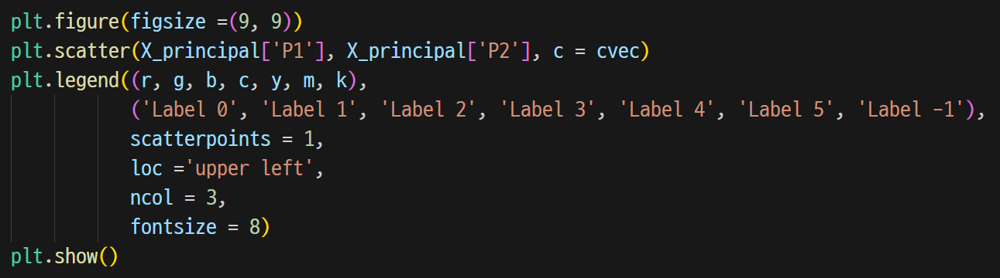 plt.figure(figsize =(9, 9))
plt.scatter(X_principal['P1'], X_principal['P2'], c = cvec)
plt.legend((r, g, b, c, y, m, k),
           ('Label 0', 'Label 1', 'Label 2', 'Label 3', 'Label 4', 'Label 5', 'Label -1'),
           scatterpoints = 1,
           loc ='upper left',
           ncol = 3,
           fontsize = 8)
plt.show()